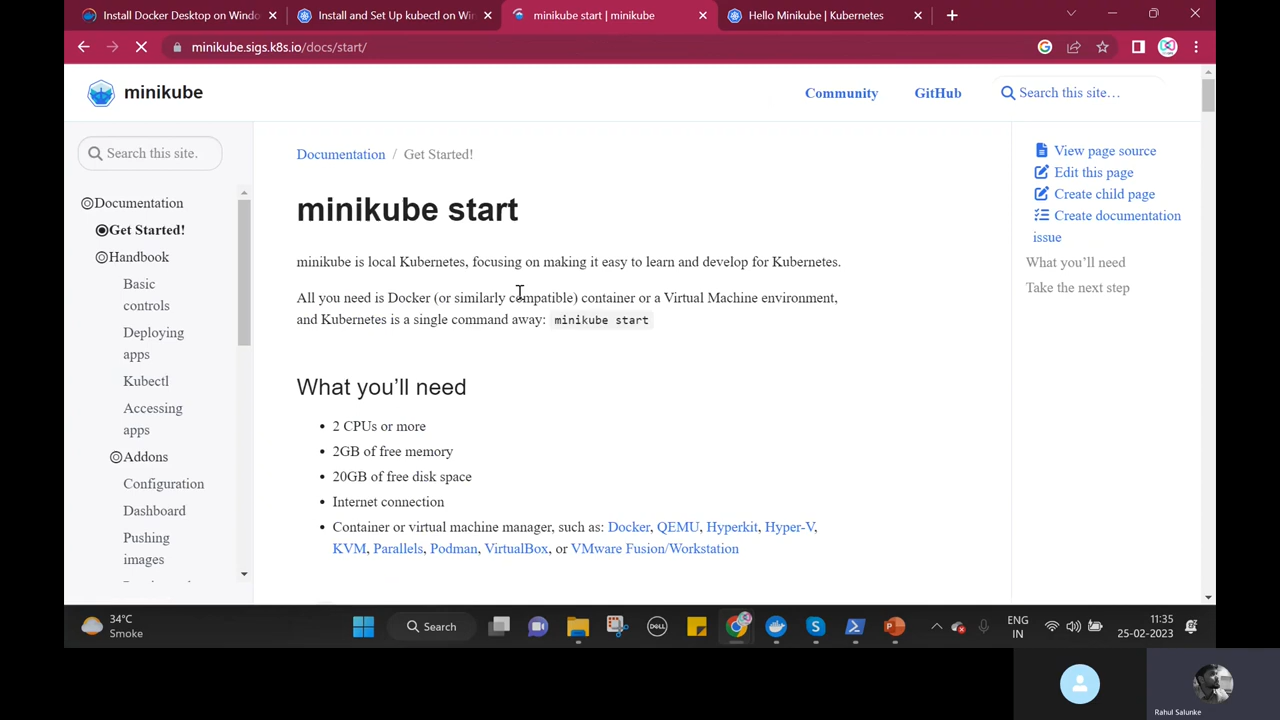 Install Docker Desktop on Windo
Install and Set Up kubectl on Win
minikube start | minikube
Hello Minikube | Kubernetes
minikube.sigs.k8s.io/docs/start/
minikube
Community
GitHub
Search this site…
Search this site.
Documentation
Get Started!
Handbook
Basic
controls
Deploying
apps
Kubectl
Accessing
apps
Addons
Configuration
Dashboard
Pushing
images
Documentation / Get Started!
minikube start
minikube is local Kubernetes, focusing on making it easy to learn and develop for Kubernetes.
All you need is Docker (or similarly compatible) container or a Virtual Machine environment,
and Kubernetes is a single command away: minikube start
What you’ll need
• 2 CPUs or more
• 2GB of free memory
• 20GB of free disk space
• Internet connection
• Container or virtual machine manager, such as: Docker, QEMU, Hyperkit, Hyper-V,
KVM, Parallels, Podman, VirtualBox, or VMware Fusion/Workstation
View page source
Edit this page
Create child page
Create documentation
issue
What you’ll need
Take the next step
34°C
Smoke
Search
DELL
ENG
IN
11:35
25-02-2023
Rahul Salunke